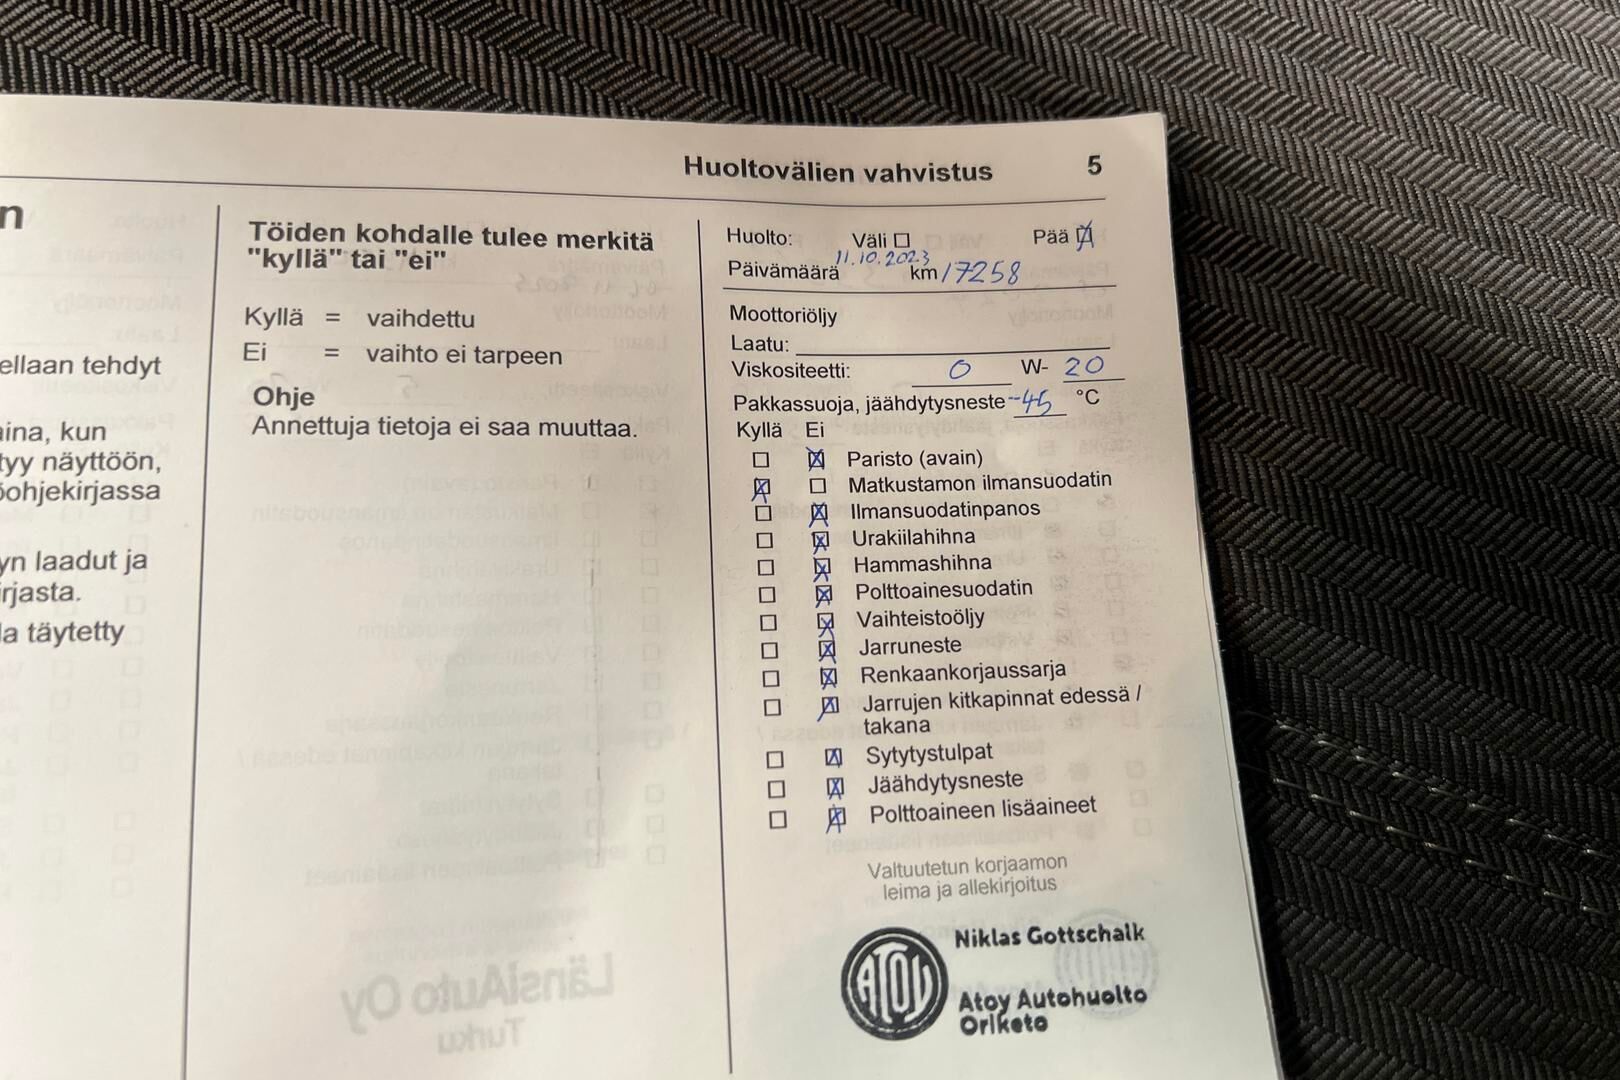 Huoltovälien vahvistus 5
n
ellaan tehdyt
aina, kun
tyy näyttöön,
öohjekirjassa
yn laadut ja
irjasta.
la täytetty
Töiden kohdalle tulee merkitä
"kyllä" tai "ei"
Kyllä = vaihdettu
Ei = vaihto ei tarpeen
Ohje
Annettuja tietoja ei saa muuttaa.
Huolto: Väli Pää
Päivämäärä 11.10.2023 km 17258
Moottoriöljy
Laatu:
Viskositeetti: 0 W- 20
Pakkassuoja, jäähdytysneste -45 °C
Kyllä Ei
Paristo (avain)
Matkustamon ilmansuodatin
Ilmansuodatinpanos
Urakiilahihna
Hammashihna
Polttoainesuodatin
Vaihteistoöljy
Jarruneste
Renkaankorjaussarja
Jarrujen kitkapinnat edessä /
takana
Sytytystulpat
Jäähdytysneste
Polttoaineen lisäaineet
Valtuutetun korjaamon
leima ja allekirjoitus
ATOY
Niklas Gottschalk
Atoy Autohuolto
Oriketo
LänsiAuto Oy
Turku